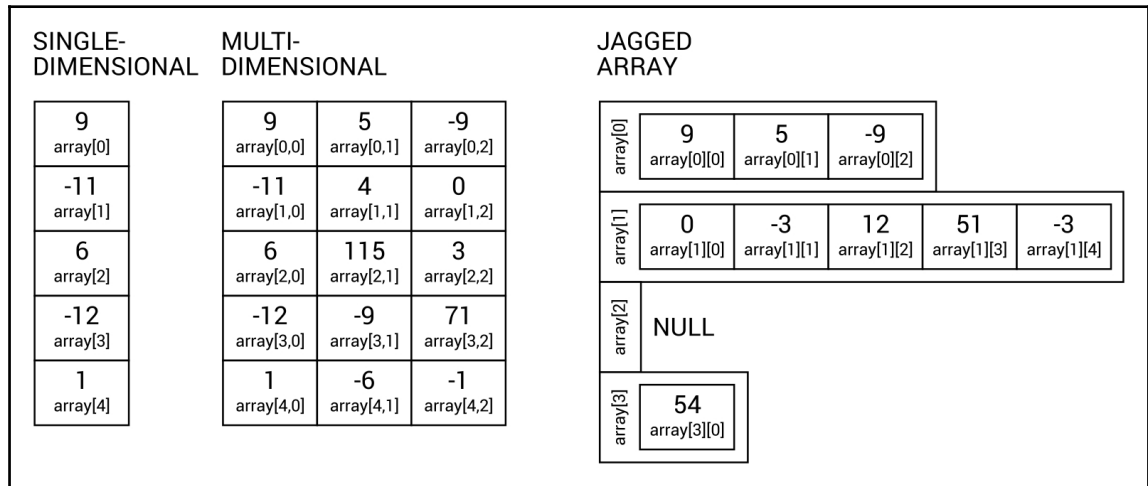 SINGLE-
DIMENSIONAL
9
array[0]
-11
array[1]
6
array[2]
-12
array[3]
1
array[4]
MULTI-
DIMENSIONAL
9 5 -9
array[0,0] array[0,1] array[0,2]
-11 4 0
array[1,0] array[1,1] array[1,2]
6 115 3
array[2,0] array[2,1] array[2,2]
-12 -9 71
array[3,0] array[3,1] array[3,2]
1 -6 -1
array[4,0] array[4,1] array[4,2]
JAGGED
ARRAY
array[0]
9 5 -9
array[0][0] array[0][1] array[0][2]
array[1]
0 -3 12 51 -3
array[1][0] array[1][1] array[1][2] array[1][3] array[1][4]
array[2]
NULL
array[3]
54
array[3][0]